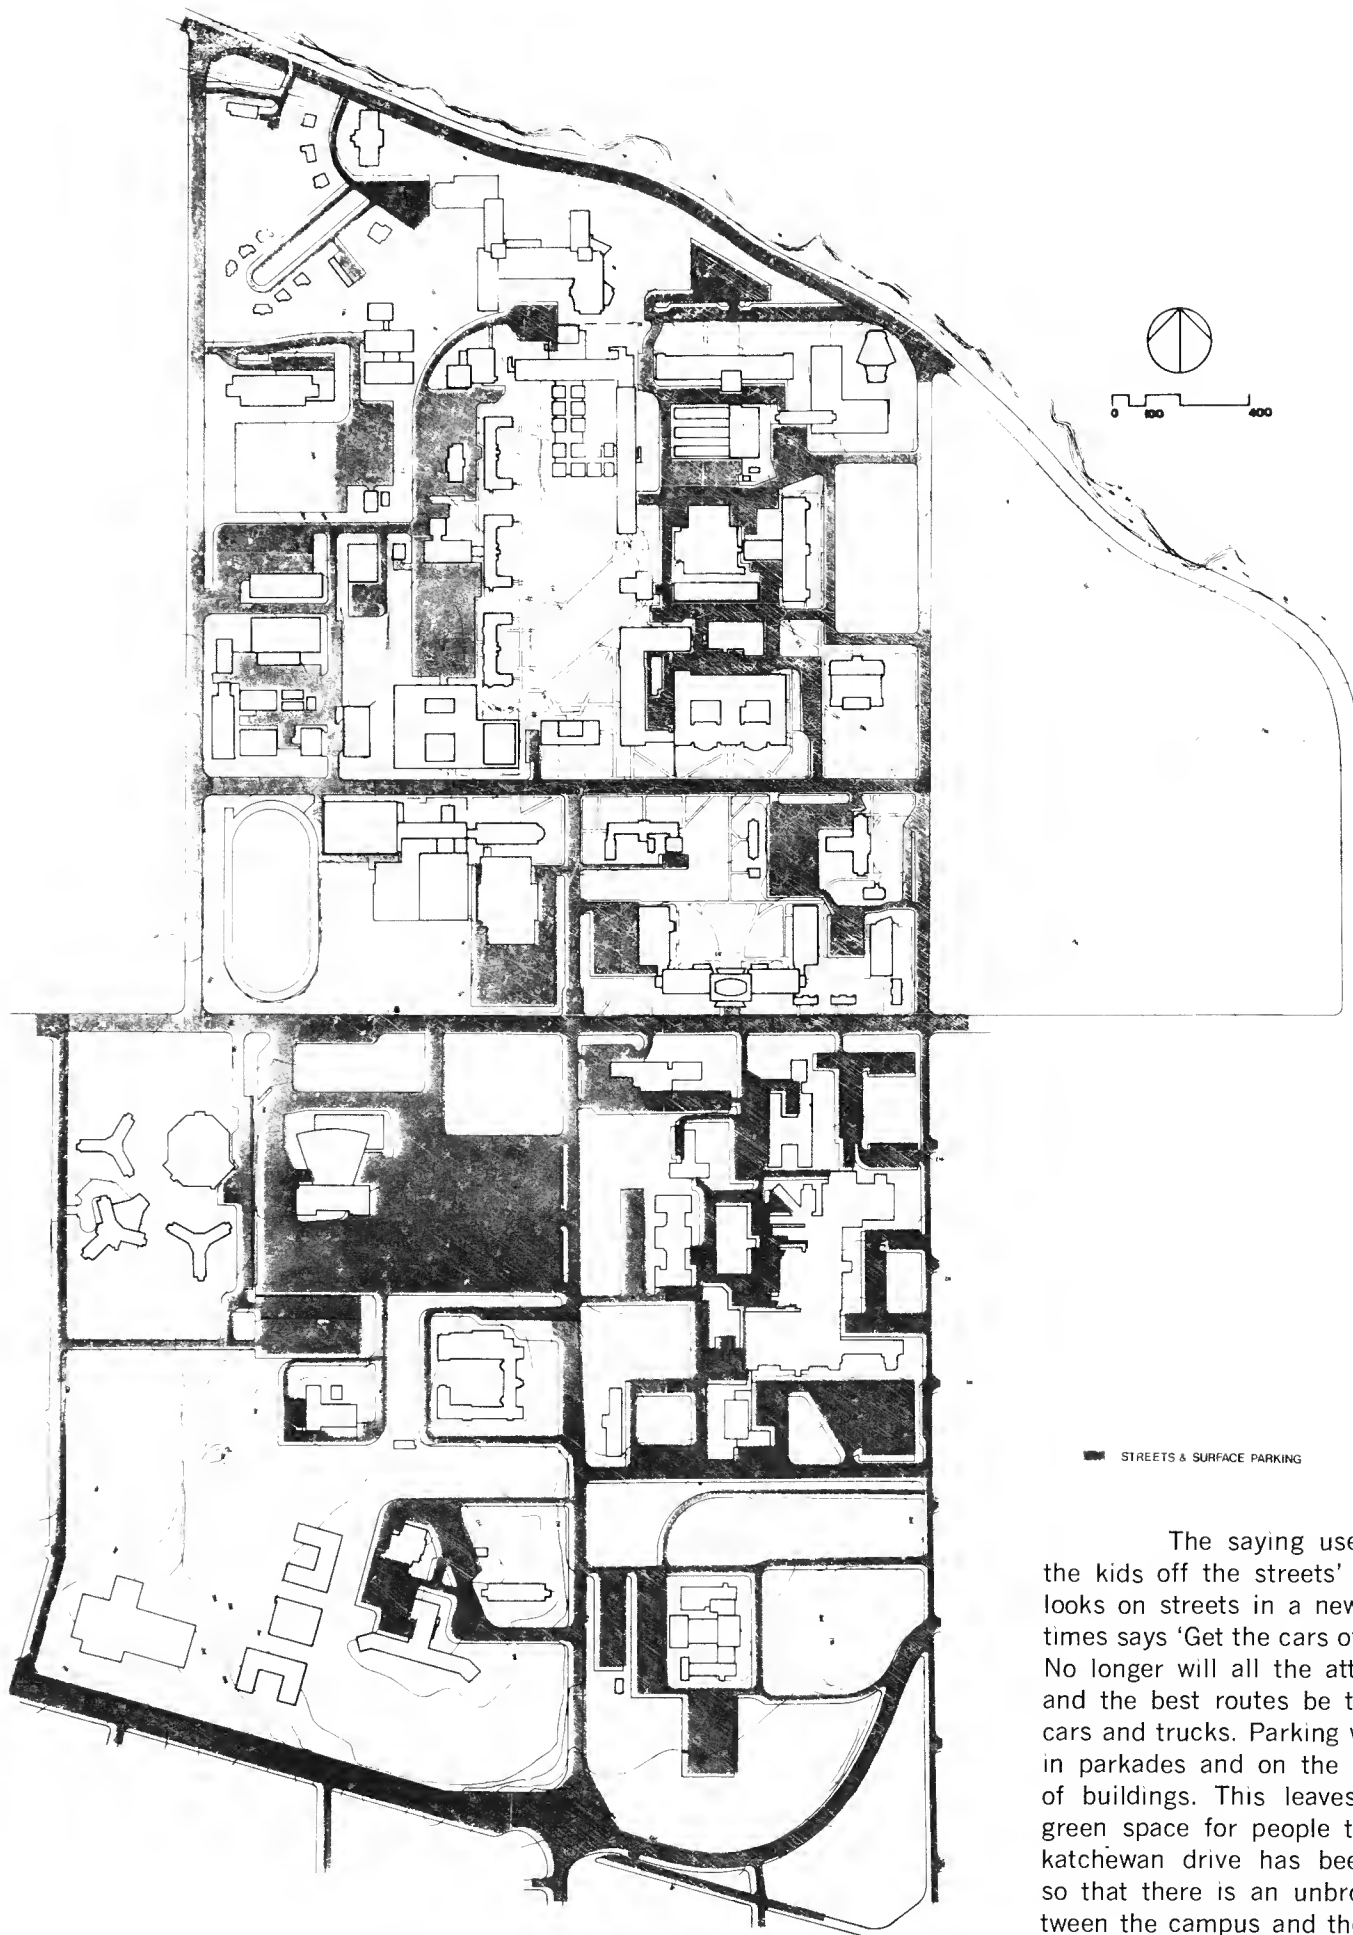 0 100 400
STREETS & SURFACE PARKING
The saying use
the kids off the streets'
looks on streets in a new
times says 'Get the cars o
No longer will all the att
and the best routes be t
cars and trucks. Parking
in parkades and on the
of buildings. This leaves
green space for people t
katchewan drive has bee
so that there is an unbro
tween the campus and the